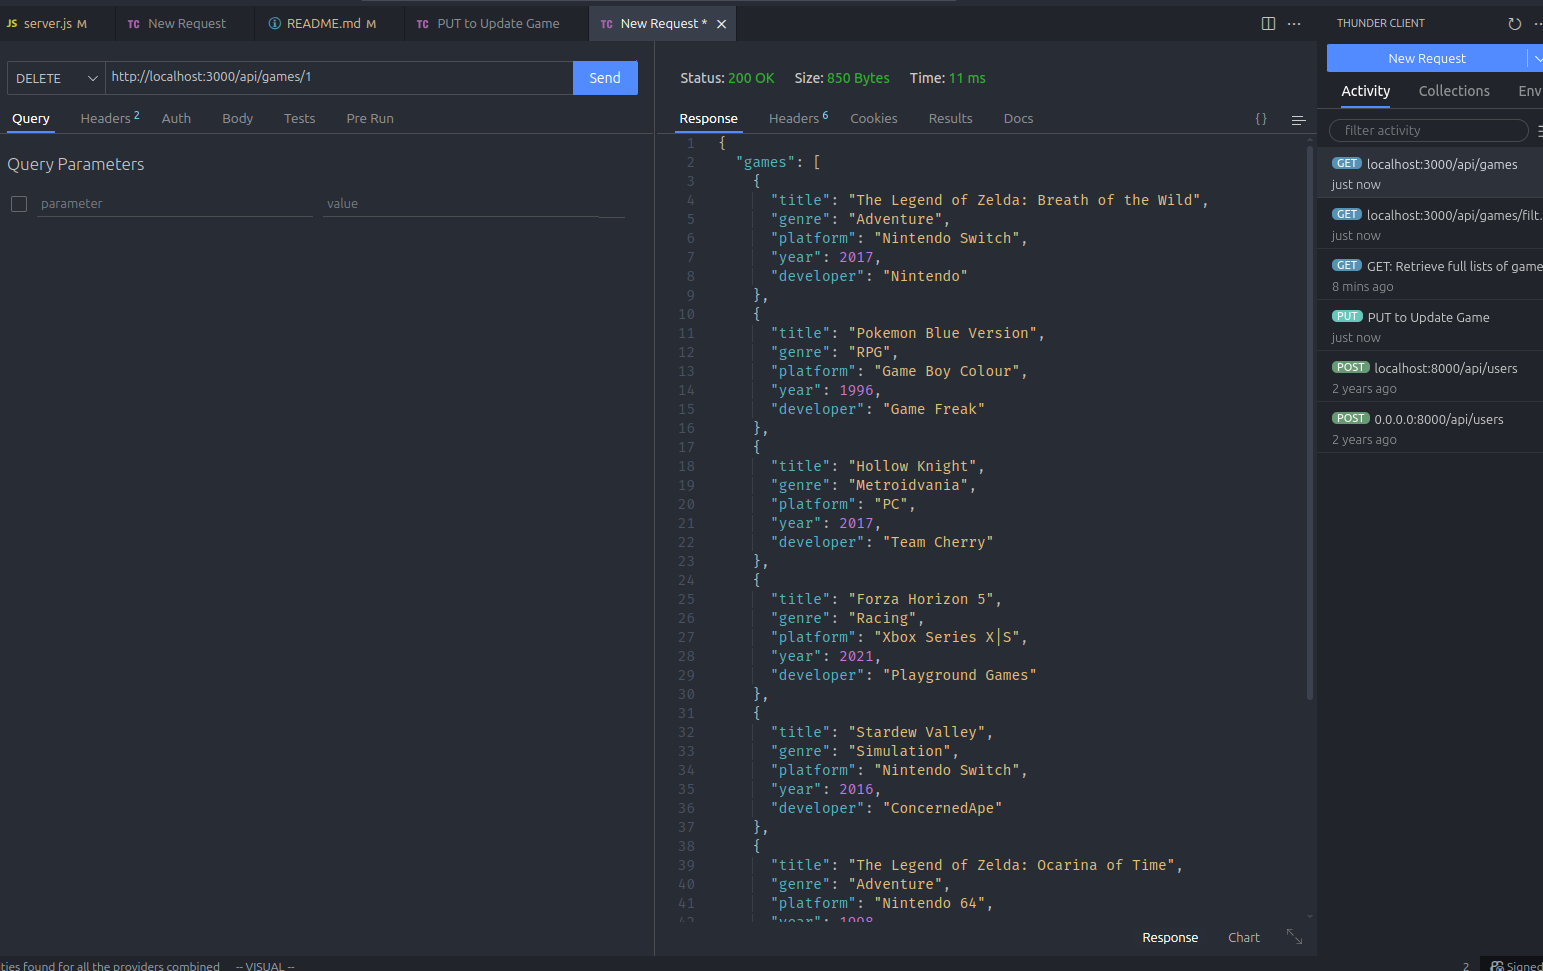 JS server.js M
TC New Request
README.md M
TC PUT to Update Game
TC New Request *
THUNDER CLIENT
DELETE
http://localhost:3000/api/games/1
Send
Query
Headers 2
Auth
Body
Tests
Pre Run
Query Parameters
parameter
value
Status: 200 OK
Size: 850 Bytes
Time: 11 ms
Response
Headers 6
Cookies
Results
Docs
{}
1 {
2 "games": [
3 {
4 "title": "The Legend of Zelda: Breath of the Wild",
5 "genre": "Adventure",
6 "platform": "Nintendo Switch",
7 "year": 2017,
8 "developer": "Nintendo"
9 },
10 {
11 "title": "Pokemon Blue Version",
12 "genre": "RPG",
13 "platform": "Game Boy Colour",
14 "year": 1996,
15 "developer": "Game Freak"
16 },
17 {
18 "title": "Hollow Knight",
19 "genre": "Metroidvania",
20 "platform": "PC",
21 "year": 2017,
22 "developer": "Team Cherry"
23 },
24 {
25 "title": "Forza Horizon 5",
26 "genre": "Racing",
27 "platform": "Xbox Series X|S",
28 "year": 2021,
29 "developer": "Playground Games"
30 },
31 {
32 "title": "Stardew Valley",
33 "genre": "Simulation",
34 "platform": "Nintendo Switch",
35 "year": 2016,
36 "developer": "ConcernedApe"
37 },
38 {
39 "title": "The Legend of Zelda: Ocarina of Time",
40 "genre": "Adventure",
41 "platform": "Nintendo 64",
42 "year": 1998
Response
Chart
New Request
Activity
Collections
Env
filter activity
GET localhost:3000/api/games
just now
GET localhost:3000/api/games/filt...
just now
GET GET: Retrieve full lists of game
8 mins ago
PUT PUT to Update Game
just now
POST localhost:8000/api/users
2 years ago
POST 0.0.0.0:8000/api/users
2 years ago
ties found for all the providers combined
-- VISUAL --
2
Signed